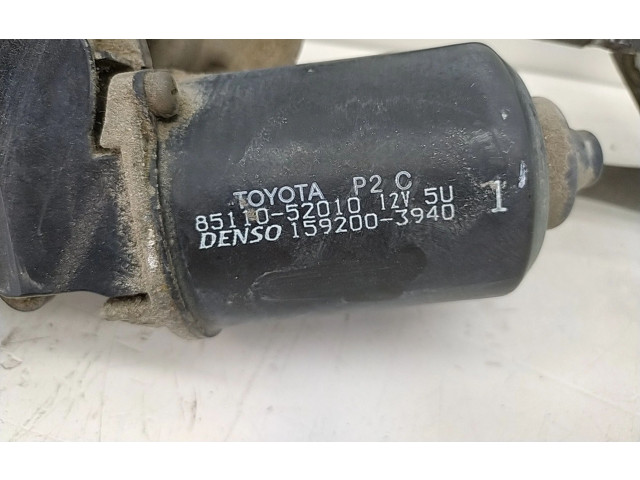 TOYOTA P2 C
85110-52010 12V 5U
DENSO 159200-3940
1